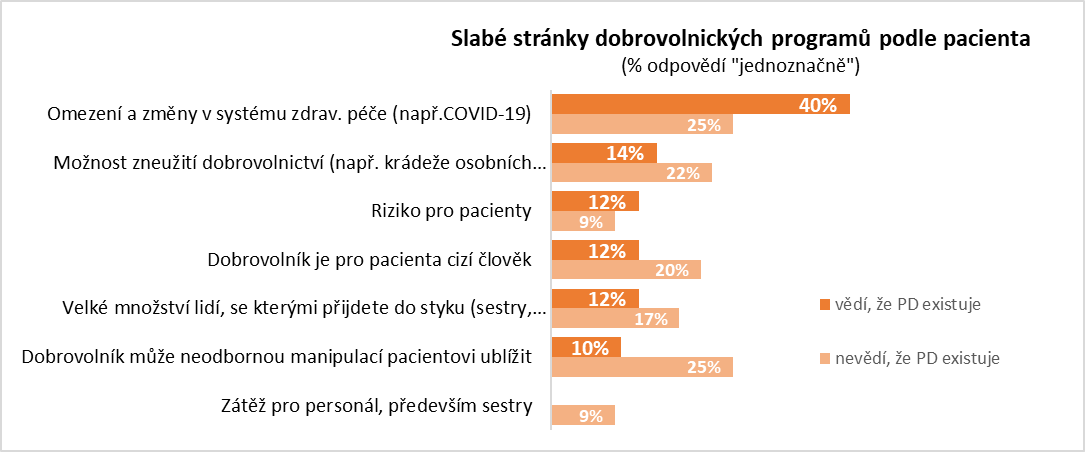 Slabé stránky dobrovolnických programů podle pacienta
(% odpovědí "jednoznačně")
Omezení a změny v systému zdrav. péče (např.COVID-19)
40%
25%
Možnost zneužití dobrovolnictví (např. krádeže osobních...
14%
22%
Riziko pro pacienty
12%
9%
Dobrovolník je pro pacienta cizí člověk
12%
20%
Velké množství lidí, se kterými přijdete do styku (sestry,...
12%
17%
Dobrovolník může neodbornou manipulací pacientovi ublížit
10%
25%
Zátěž pro personál, především sestry
9%
vědí, že PD existuje
nevědí, že PD existuje